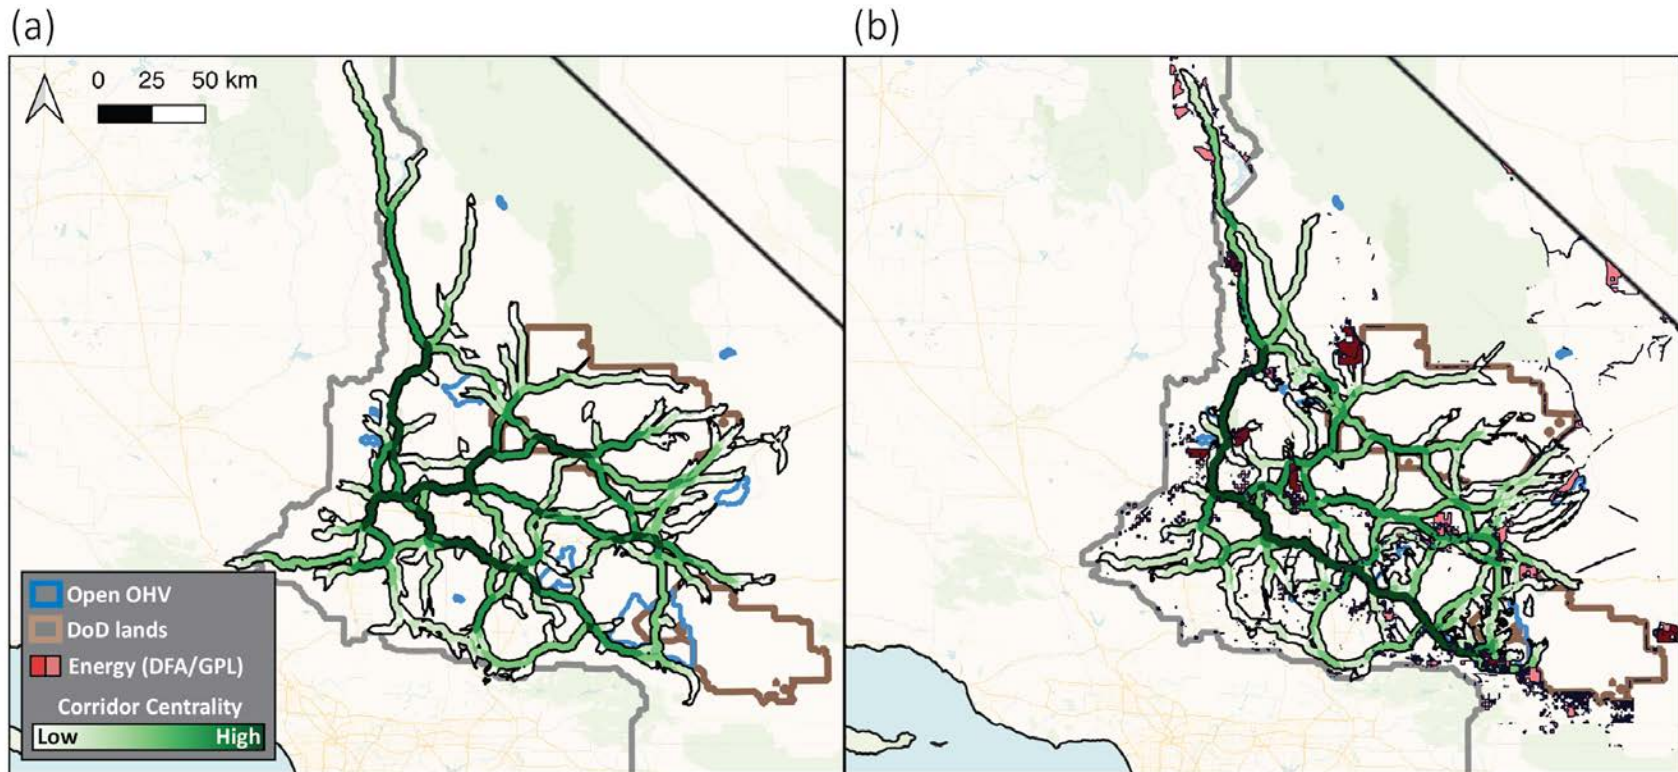 (a)
(b)
0 25 50 km
Open OHV
DoD lands
Energy (DFA/GPL)
Corridor Centrality
Low High